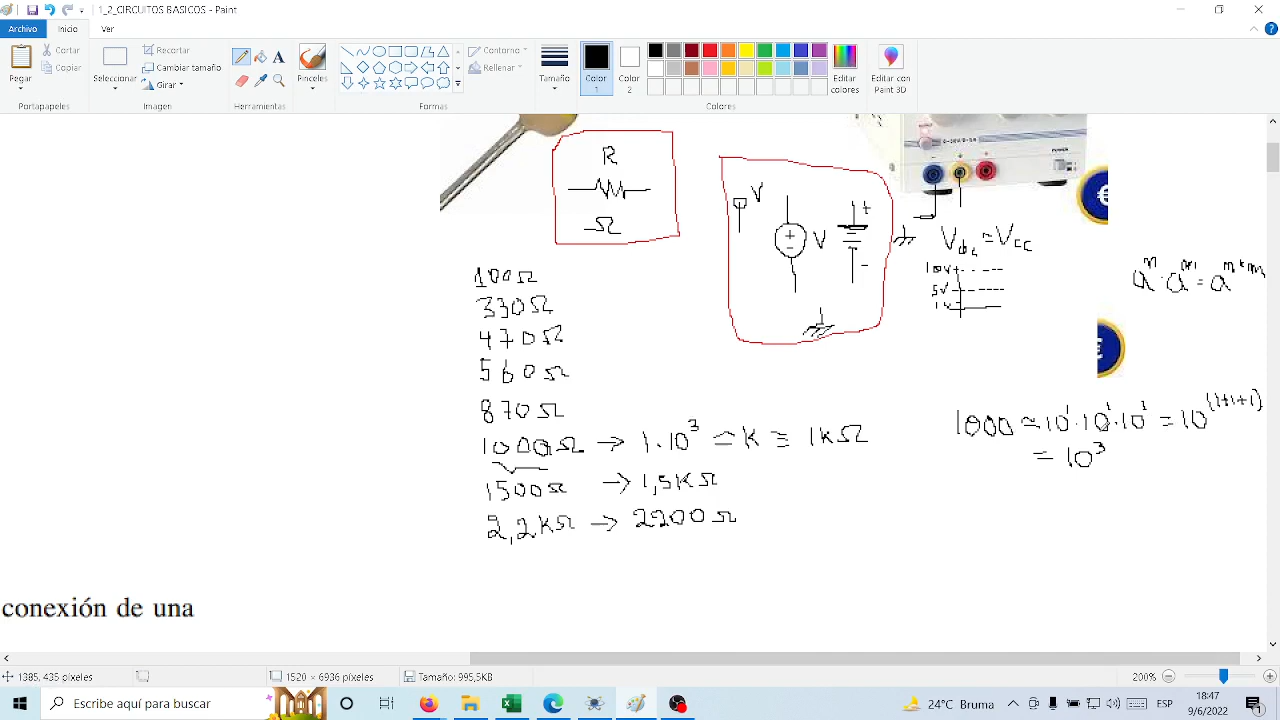 1_2_CIRCUITOS BASICOS - Paint
Archivo Inicio Ver
Pegar
Cortar
Copiar
Portapapeles
Seleccionar
Recortar
Cambiar tamaño
Girar
Imagen
Herramientas
Pinceles
Contorno
Rellenar
Formas
Tamaño
Color 1
Color 2
Editar colores
Colores
Editar con Paint 3D
R
Ω
V
+
-
V
+
-
POWER
Vdc = Vcc
10V
5V
1V
100Ω
330Ω
470Ω
560Ω
870Ω
1000Ω → 1·10³ = K ≡ 1kΩ
1500Ω → 1,5KΩ
2,2kΩ → 2200Ω
1000 = 10¹·10¹·10¹ = 10⁽¹⁺¹⁺¹⁾
= 10³
conexión de una
1385, 435 píxeles
1520 × 6936 píxeles
200%
Escribe aquí para buscar
24°C Bruma
ESP
18:47
9/6/2022